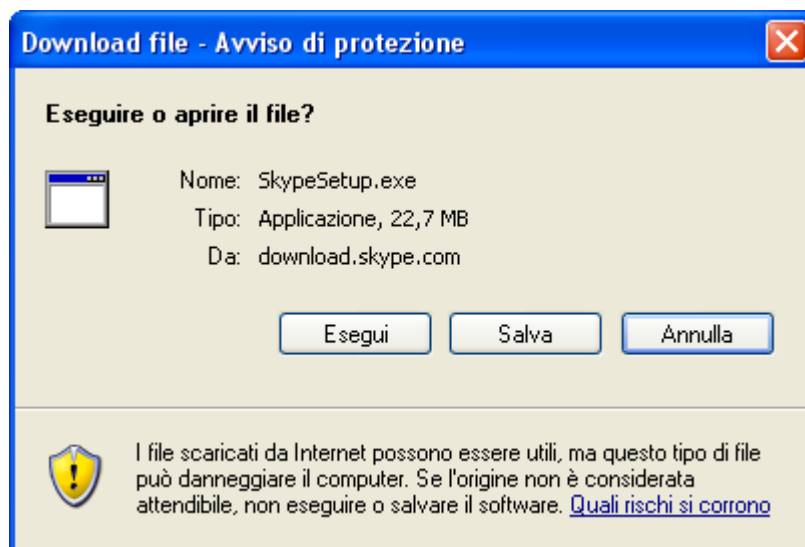 Download file - Avviso di protezione
Eseguire o aprire il file?
Nome: SkypeSetup.exe
Tipo: Applicazione, 22,7 MB
Da: download.skype.com
Esegui Salva Annulla
I file scaricati da Internet possono essere utili, ma questo tipo di file
può danneggiare il computer. Se l'origine non è considerata
attendibile, non eseguire o salvare il software. Quali rischi si corrono